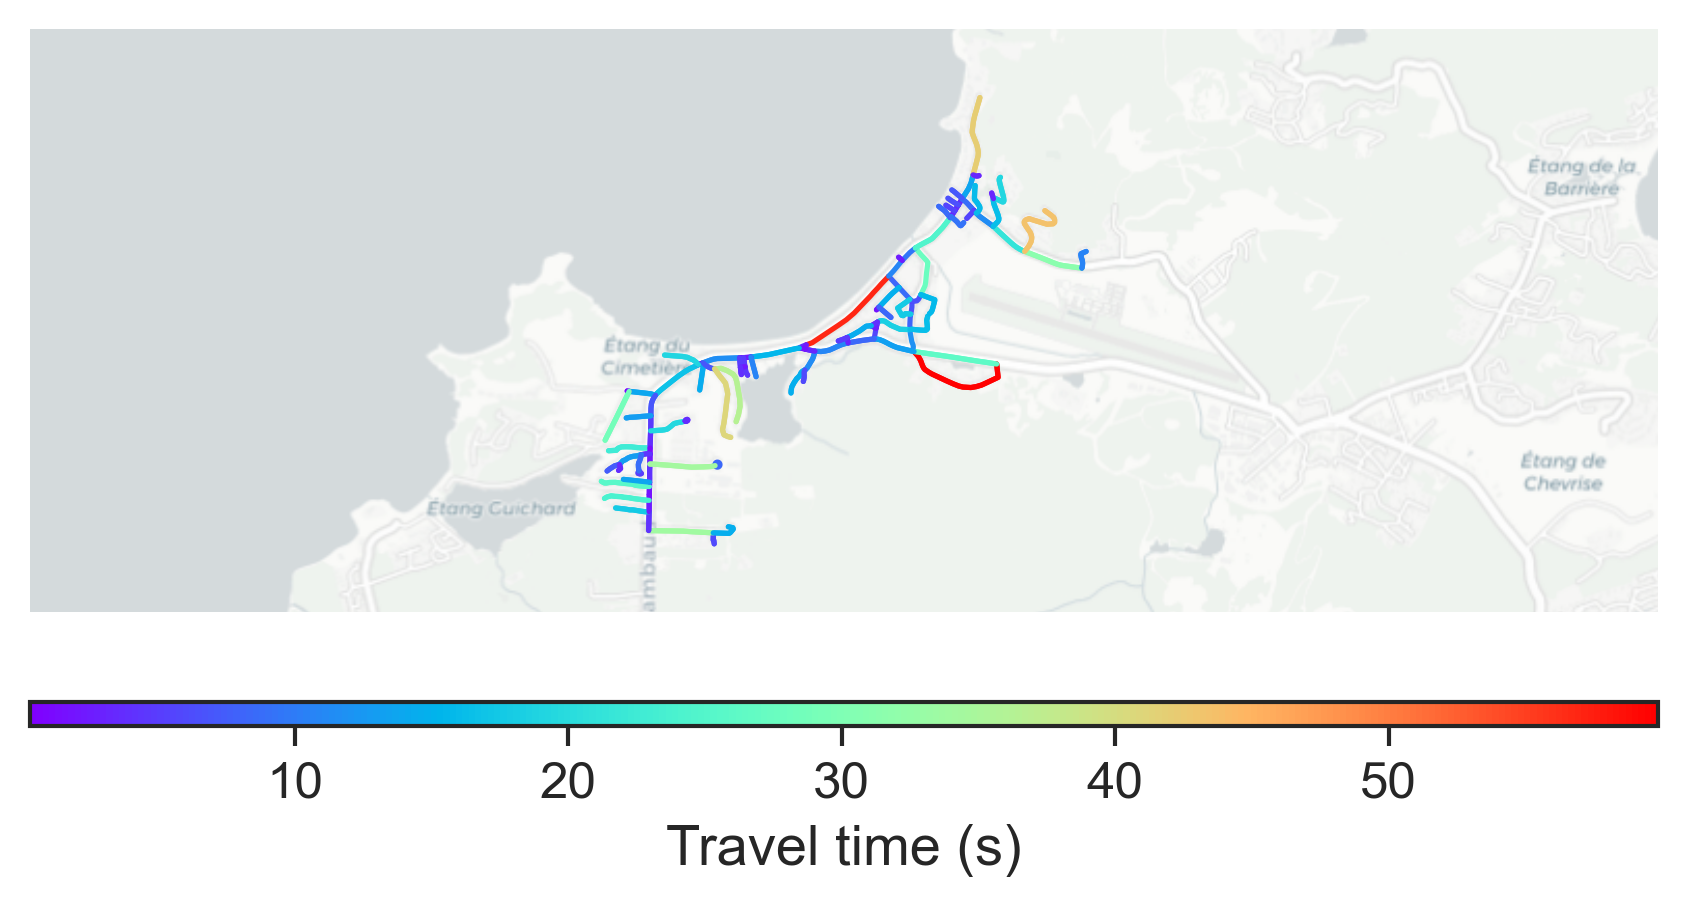 Étang de la
Barrière
Étang du
Cimetière
Étang de
Chevrise
Étang Guichard
ambau
10
20
30
40
50
Travel time (s)